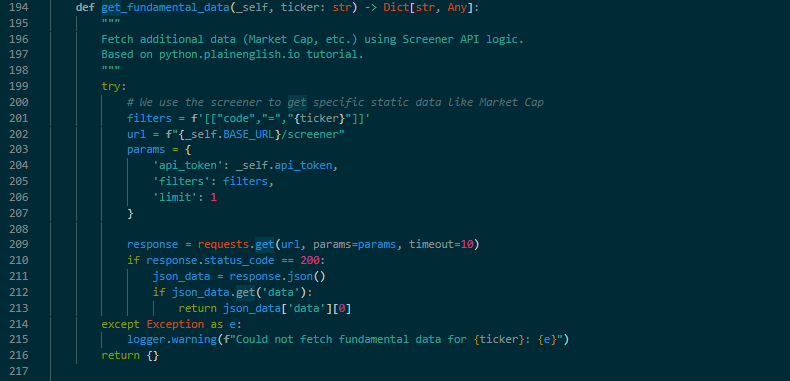 194 def get_fundamental_data(_self, ticker: str) -> Dict[str, Any]:
195 """
196 Fetch additional data (Market Cap, etc.) using Screener API logic.
197 Based on python.plainenglish.io tutorial.
198 """
199 try:
200 # We use the screener to get specific static data like Market Cap
201 filters = f'[["code","=","{ticker}"]]'
202 url = f"{_self.BASE_URL}/screener"
203 params = {
204 'api_token': _self.api_token,
205 'filters': filters,
206 'limit': 1
207 }
208
209 response = requests.get(url, params=params, timeout=10)
210 if response.status_code == 200:
211 json_data = response.json()
212 if json_data.get('data'):
213 return json_data['data'][0]
214 except Exception as e:
215 logger.warning(f"Could not fetch fundamental data for {ticker}: {e}")
216 return {}
217